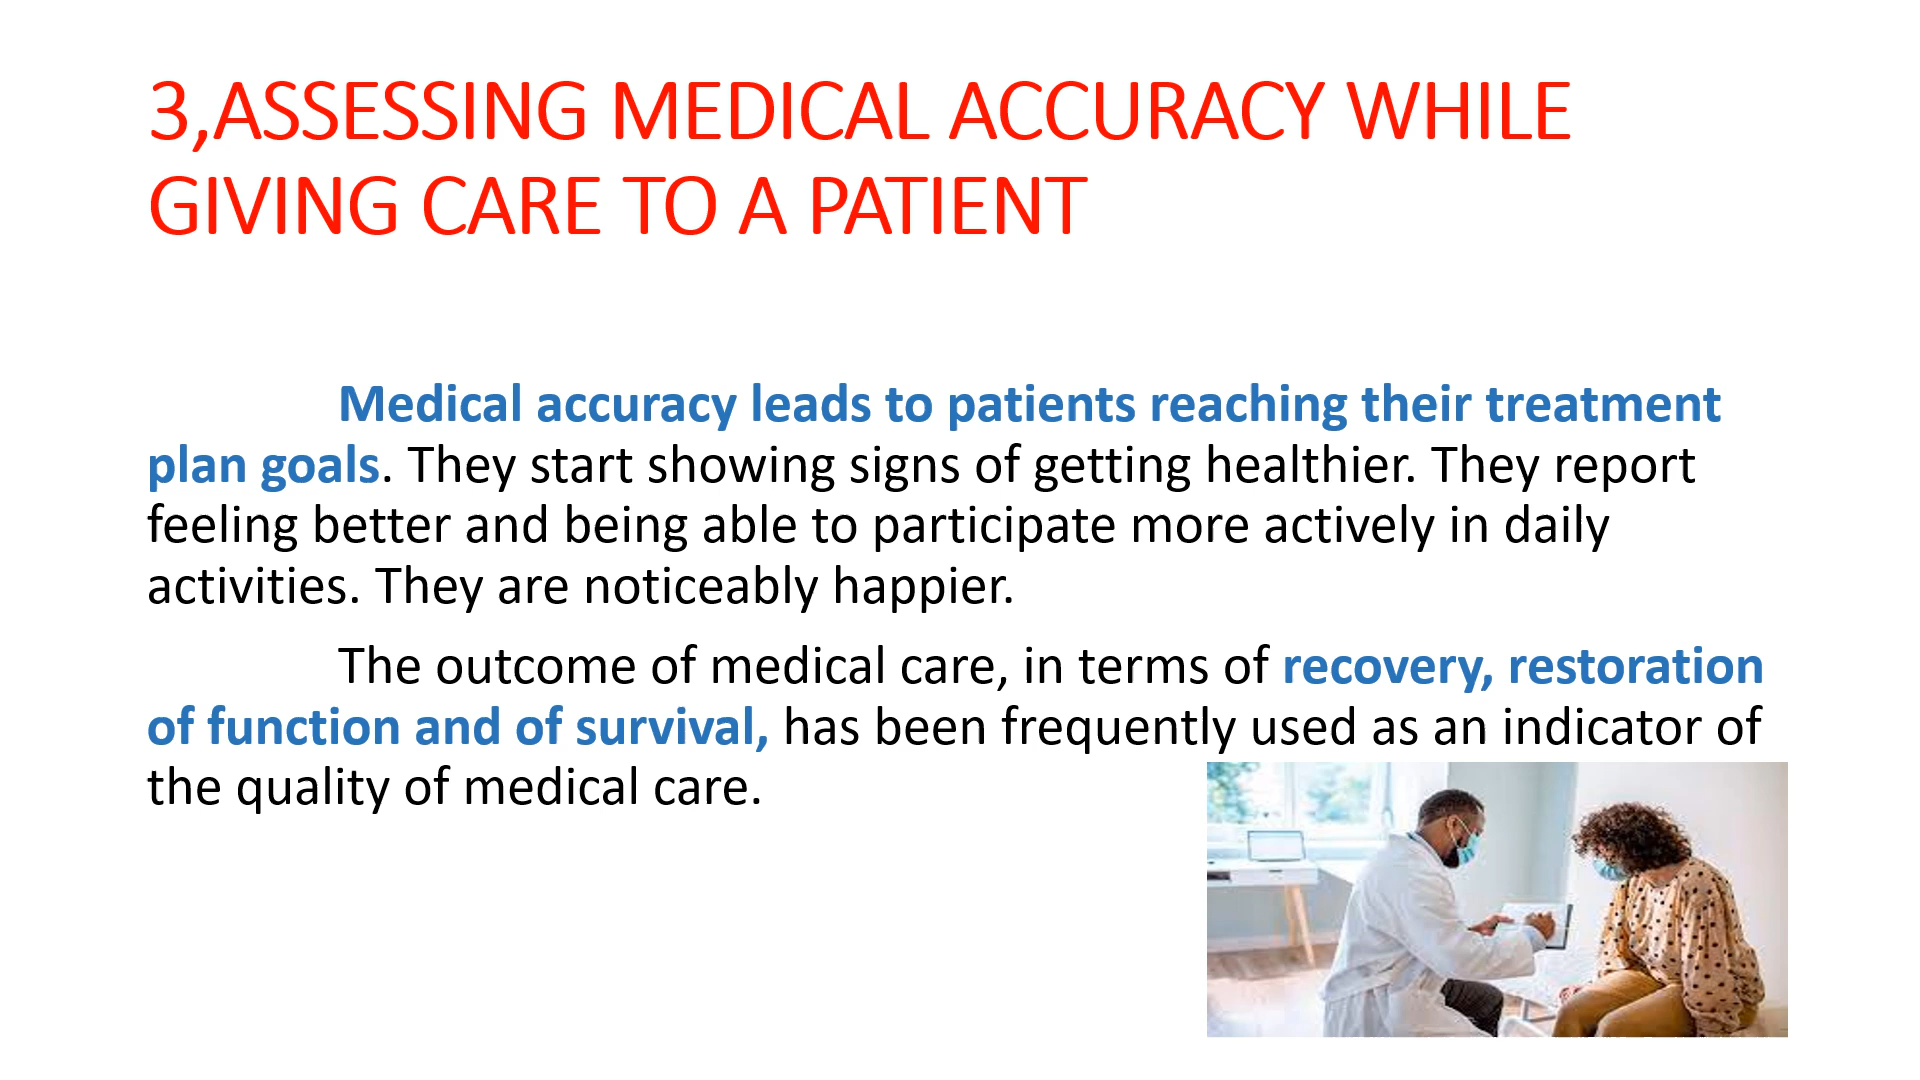 3,ASSESSING MEDICAL ACCURACY WHILE
GIVING CARE TO A PATIENT
Medical accuracy leads to patients reaching their treatment
plan goals. They start showing signs of getting healthier. They report
feeling better and being able to participate more actively in daily
activities. They are noticeably happier.
The outcome of medical care, in terms of recovery, restoration
of function and of survival, has been frequently used as an indicator of
the quality of medical care.